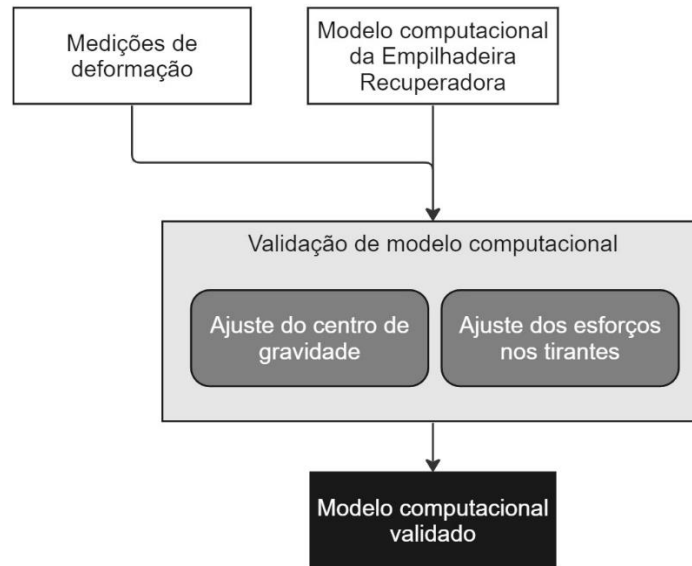 Medições de
deformação
Modelo computacional
da Empilhadeira
Recuperadora
Validação de modelo computacional
Ajuste do centro de
gravidade
Ajuste dos esforços
nos tirantes
Modelo computacional
validado